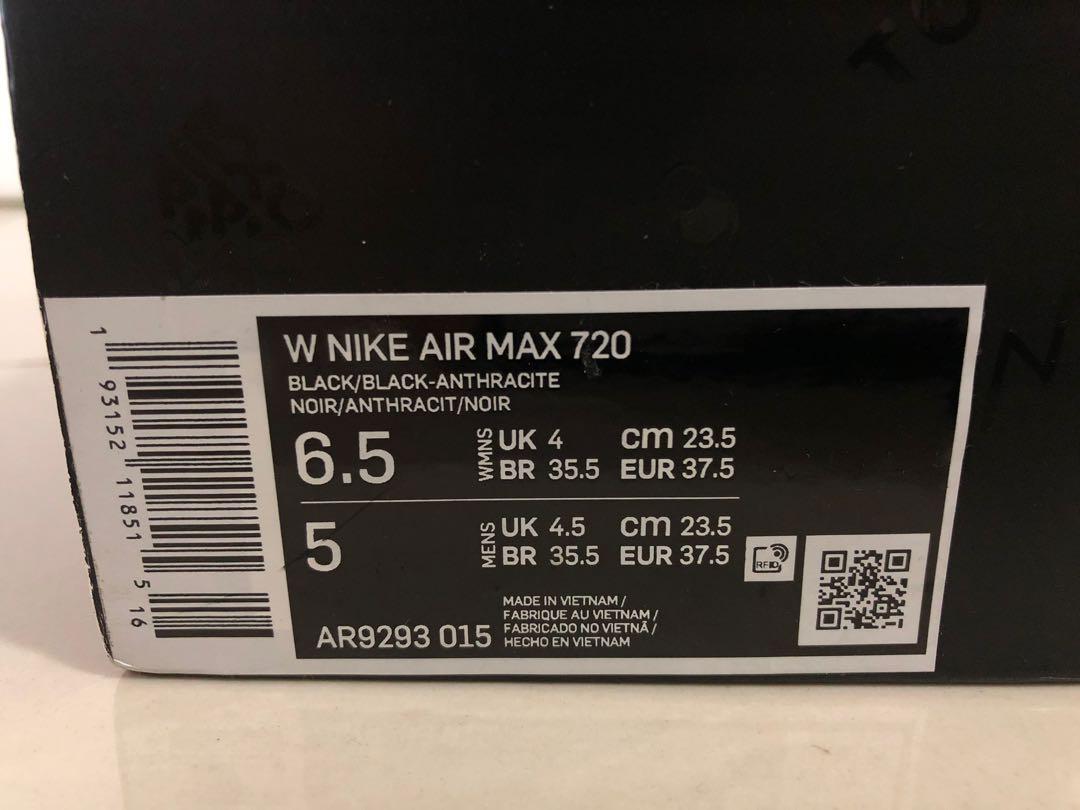 W NIKE AIR MAX 720
BLACK/BLACK-ANTHRACITE
NOIR/ANTHRACIT/NOIR
6.5 WMNS UK 4 cm 23.5
BR 35.5 EUR 37.5
5 MENS UK 4.5 cm 23.5
BR 35.5 EUR 37.5
RFID
AR9293 015
MADE IN VIETNAM /
FABRIQUE AU VIETNAM /
FABRICADO NO VIETNÃ /
HECHO EN VIETNAM
1 93152 11851 5 16
N